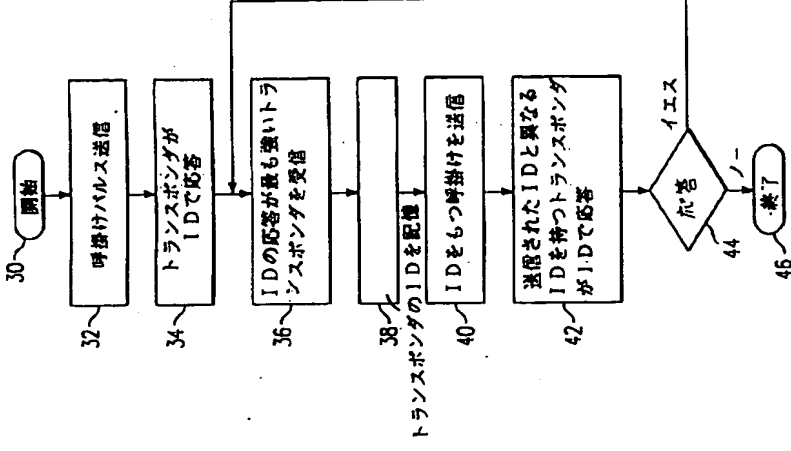 30
開始
32
呼掛けパルス送信
34
トランスポンダが
IDで応答
36
IDの応答が最も強いトラ
ンスポンダを受信
38
トランスポンダのIDを記憶
40
IDをもつ呼掛けを送信
42
送信されたIDと異なる
IDを持つトランスポンダ
がIDで応答
44
応答
イエス
ノー
46
終了